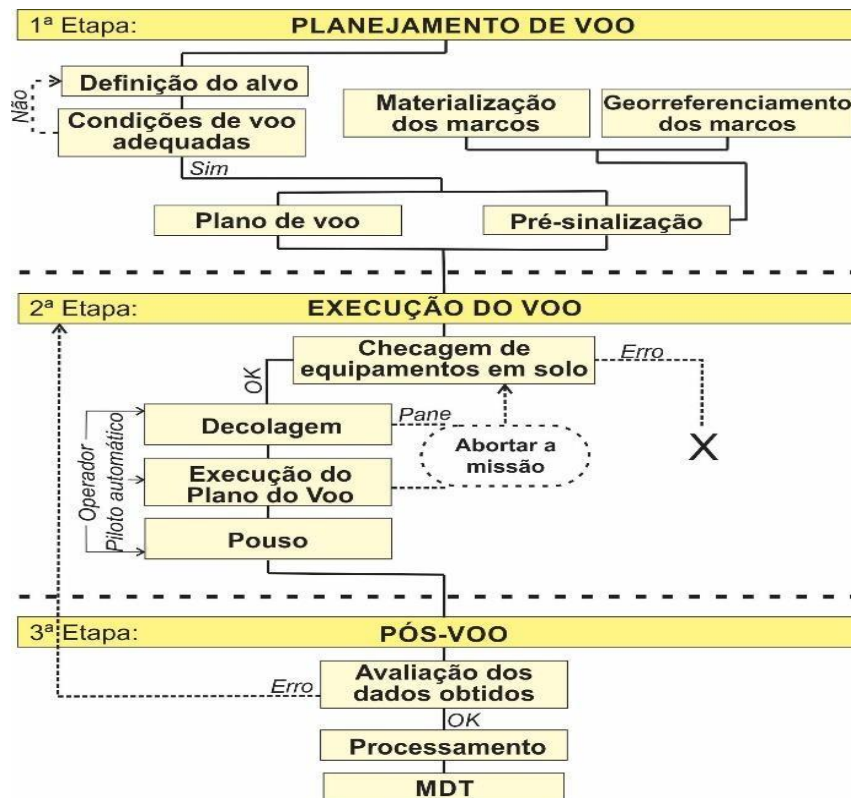 1ª Etapa: PLANEJAMENTO DE VOO
Definição do alvo
Não
Condições de voo
adequadas
Materialização
dos marcos
Georreferenciamento
dos marcos
Sim
Plano de voo
Pré-sinalização
2ª Etapa: EXECUÇÃO DO VOO
Checagem de
equipamentos em solo
Erro
OK
Decolagem
Pane
Abortar a
missão
X
Operador
Piloto automático
Execução do
Plano do Voo
Pouso
3ª Etapa: PÓS-VOO
Avaliação dos
dados obtidos
Erro
OK
Processamento
MDT